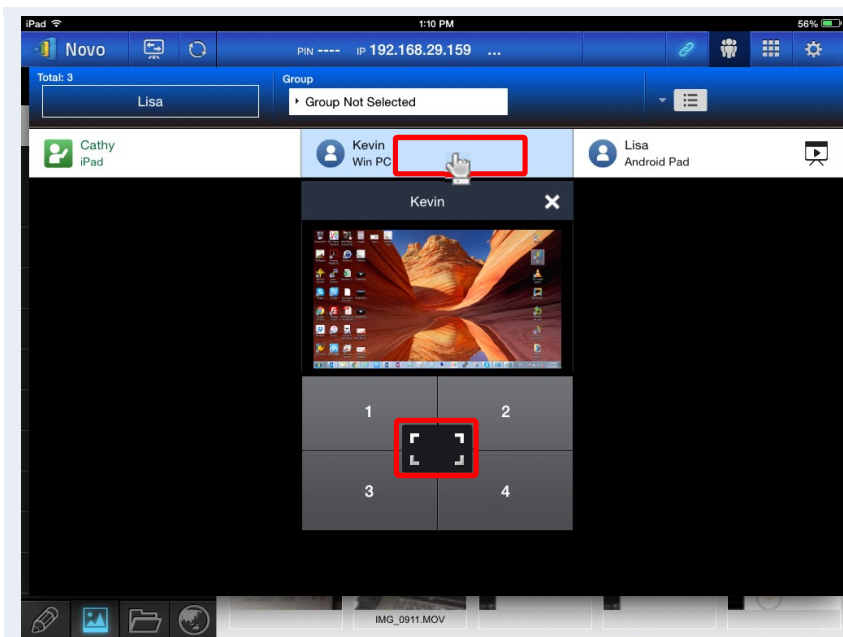 iPad 1:10 PM 56%
Novo PIN ---- IP 192.168.29.159 ...
Total: 3 Group
Lisa Group Not Selected
Cathy Kevin Lisa
iPad Win PC Android Pad
Kevin
1 2
3 4
IMG_0911.MOV